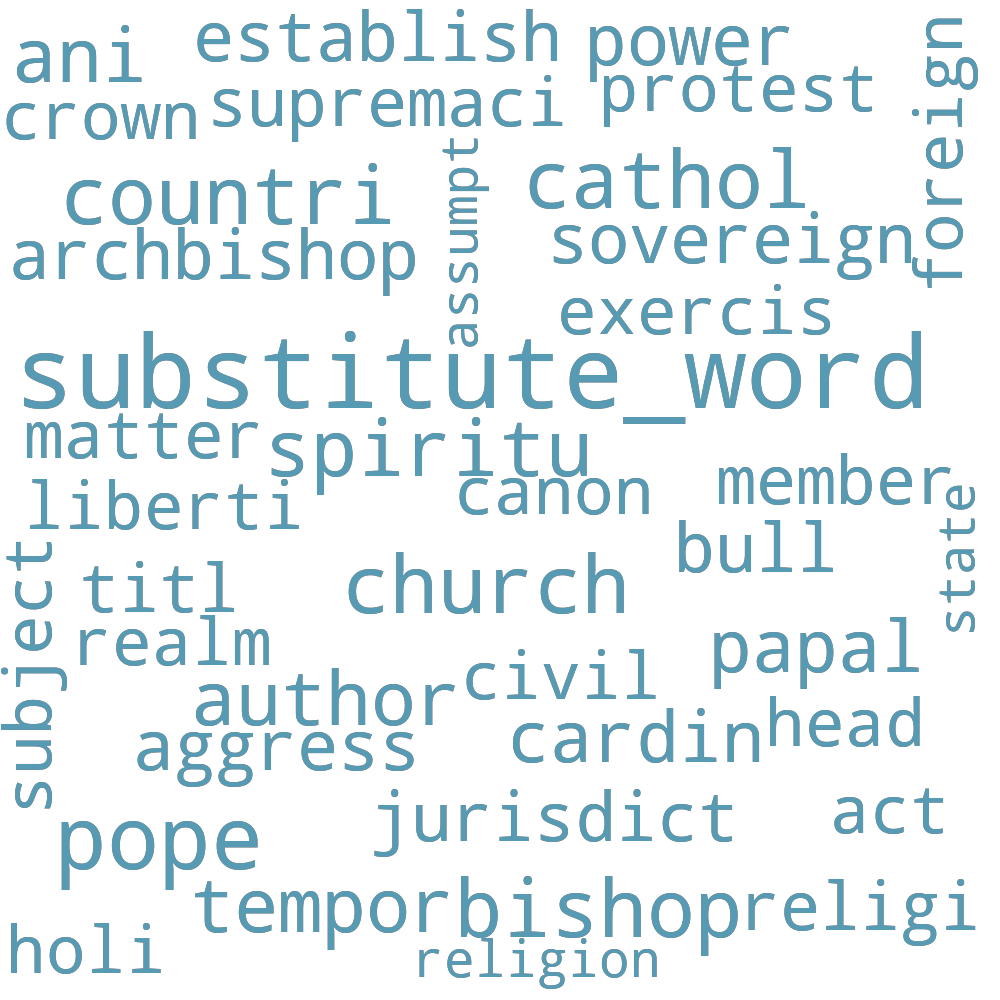 ani
establish
power
foreign
crown
supremaci
protest
countri
assumpt
cathol
archbishop
sovereign
exercis
substitute_word
matter
spiritu
canon
member
liberti
bull
state
subject
titl
church
realm
papal
author
civil
aggress
cardin
head
pope
jurisdict
act
tempor
bishop
religi
holi
religion